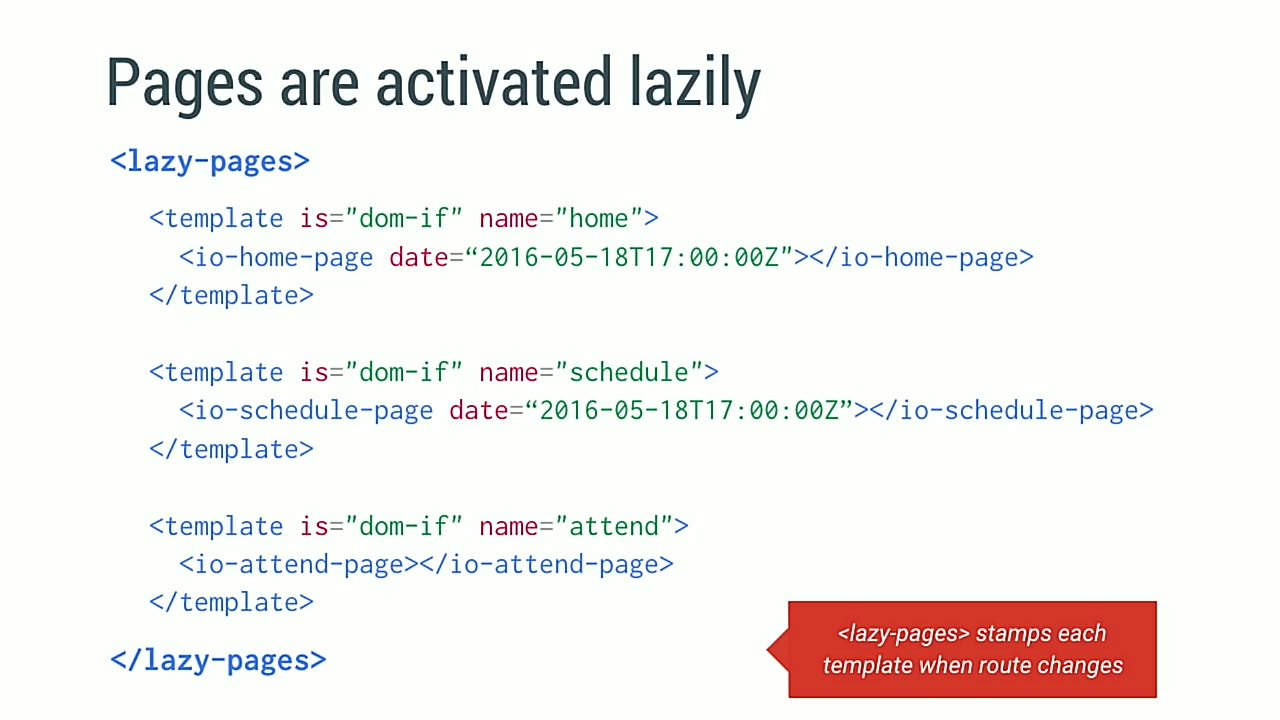 Pages are activated lazily
<lazy-pages>
<template is="dom-if" name="home">
<io-home-page date=“2016-05-18T17:00:00Z"></io-home-page>
</template>
<template is="dom-if" name="schedule">
<io-schedule-page date=“2016-05-18T17:00:00Z”></io-schedule-page>
</template>
<template is="dom-if" name="attend">
<io-attend-page></io-attend-page>
</template>
</lazy-pages>
<lazy-pages> stamps each
template when route changes